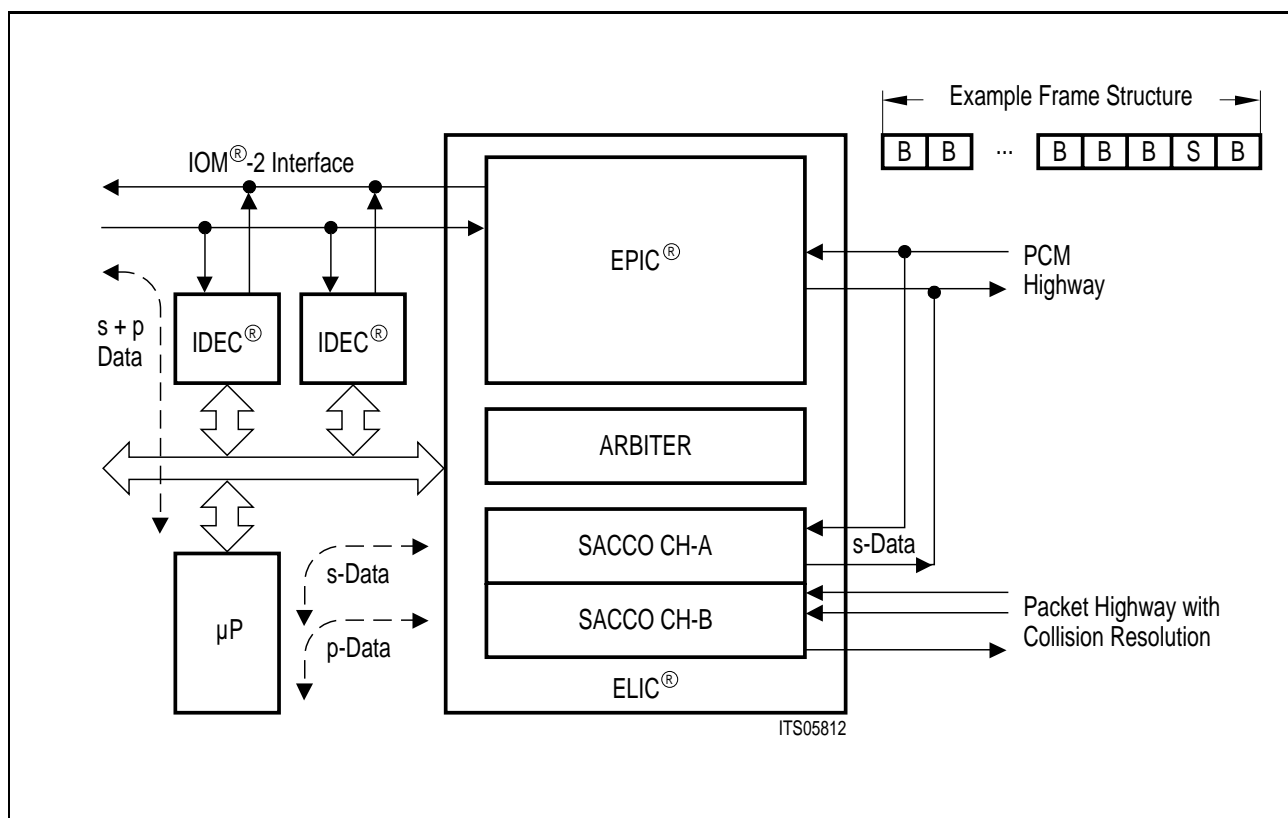 Example Frame Structure
B B ... B B B S B
IOM®-2 Interface
EPIC®
PCM
Highway
s + p
Data
IDEC® IDEC®
ARBITER
SACCO CH-A
s-Data
s-Data
µP
SACCO CH-B
p-Data
Packet Highway with
Collision Resolution
ELIC®
ITS05812